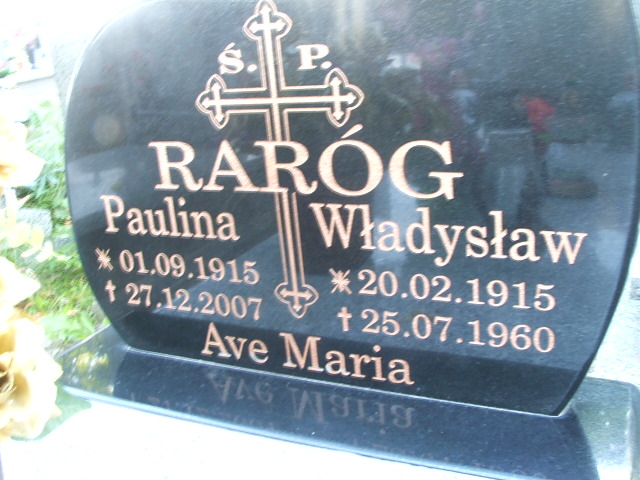 Ś. P.
RARÓG
Paulina Władysław
* 01.09.1915 * 20.02.1915
† 27.12.2007 † 25.07.1960
Ave Maria